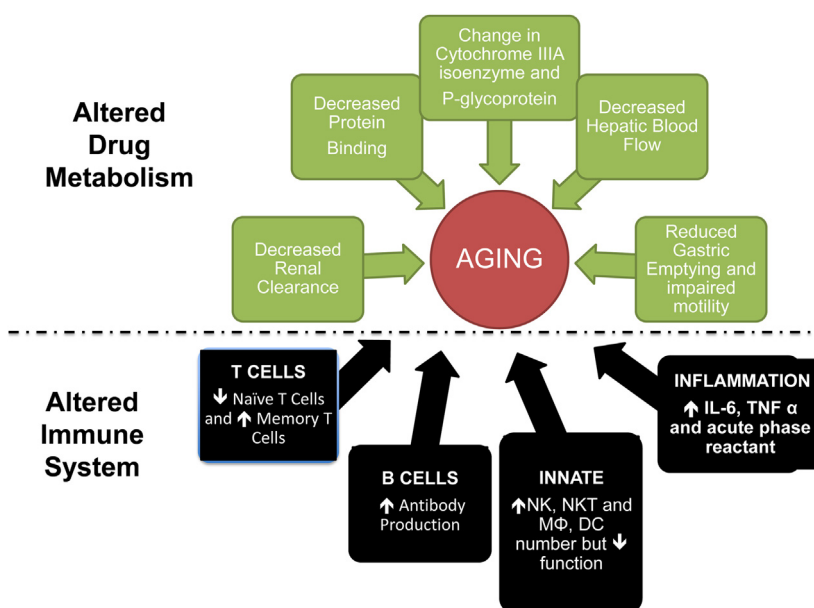 Altered
Drug
Metabolism
Decreased
Renal
Clearance
Decreased
Protein
Binding
Change in
Cytochrome IIIA
isoenzyme and
P-glycoprotein
Decreased
Hepatic Blood
Flow
Reduced
Gastric
Emptying and
impaired
motility
AGING
Altered
Immune
System
T CELLS
🡇 Naïve T Cells
and 🡅 Memory T
Cells
B CELLS
🡅 Antibody
Production
INNATE
🡅NK, NKT and
MΦ, DC
number but 🡇
function
INFLAMMATION
🡅 IL-6, TNF α
and acute phase
reactant